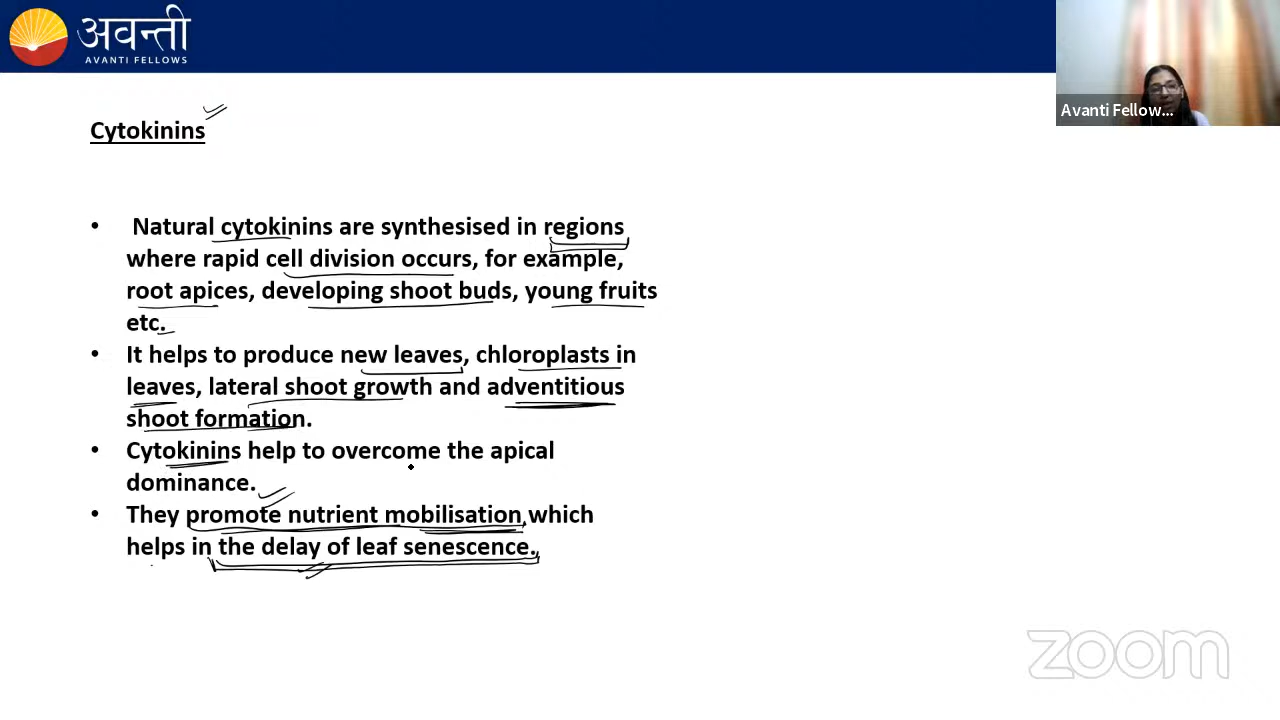 अवन्ती
AVANTI FELLOWS
Avanti Fellow...
Cytokinins
• Natural cytokinins are synthesised in regions
where rapid cell division occurs, for example,
root apices, developing shoot buds, young fruits
etc.
• It helps to produce new leaves, chloroplasts in
leaves, lateral shoot growth and adventitious
shoot formation.
• Cytokinins help to overcome the apical
dominance.
• They promote nutrient mobilisation which
helps in the delay of leaf senescence.
zoom